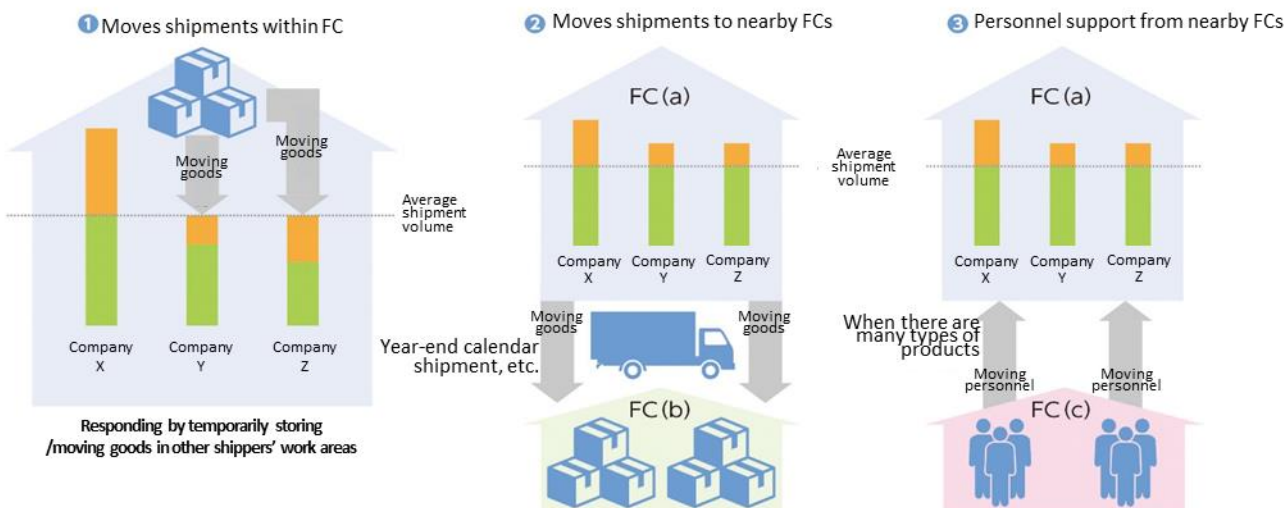 1 Moves shipments within FC
Moving
goods
Moving
goods
Average
shipment
volume
Company
X
Company
Y
Company
Z
Responding by temporarily storing
/moving goods in other shippers' work areas
2 Moves shipments to nearby FCs
FC(a)
Average
shipment
volume
Company
X
Company
Y
Company
Z
Moving
goods
Moving
goods
Year-end calendar
shipment, etc.
FC(b)
3 Personnel support from nearby FCs
FC(a)
Company
X
Company
Y
Company
Z
When there are
many types of
products
Moving
personnel
Moving
personnel
FC(c)